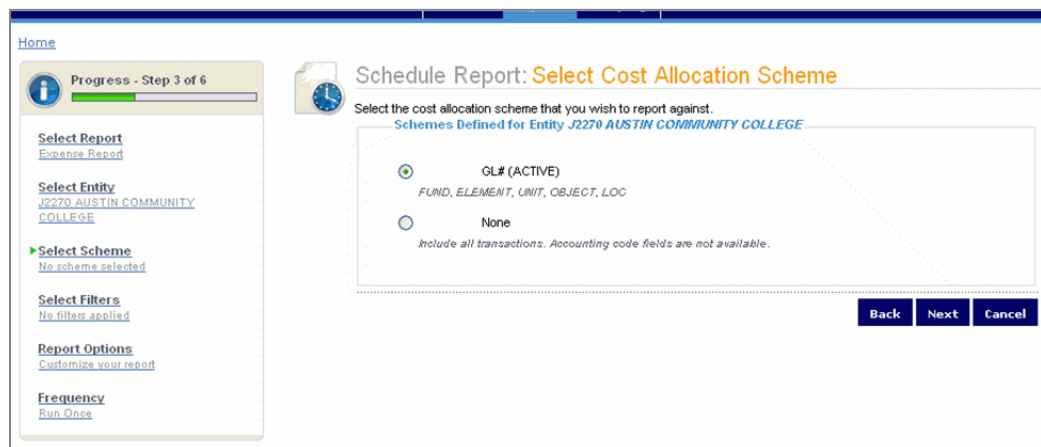 Home
Progress - Step 3 of 6
Select Report
Expense Report
Select Entity
J2270 AUSTIN COMMUNITY
COLLEGE
Select Scheme
No scheme selected
Select Filters
No filters applied
Report Options
Customize your report
Frequency
Run Once
Schedule Report: Select Cost Allocation Scheme
Select the cost allocation scheme that you wish to report against.
Schemes Defined for Entity J2270 AUSTIN COMMUNITY COLLEGE
GL# (ACTIVE)
FUND, ELEMENT, UNIT, OBJECT, LOC
None
Include all transactions. Accounting code fields are not available.
Back Next Cancel